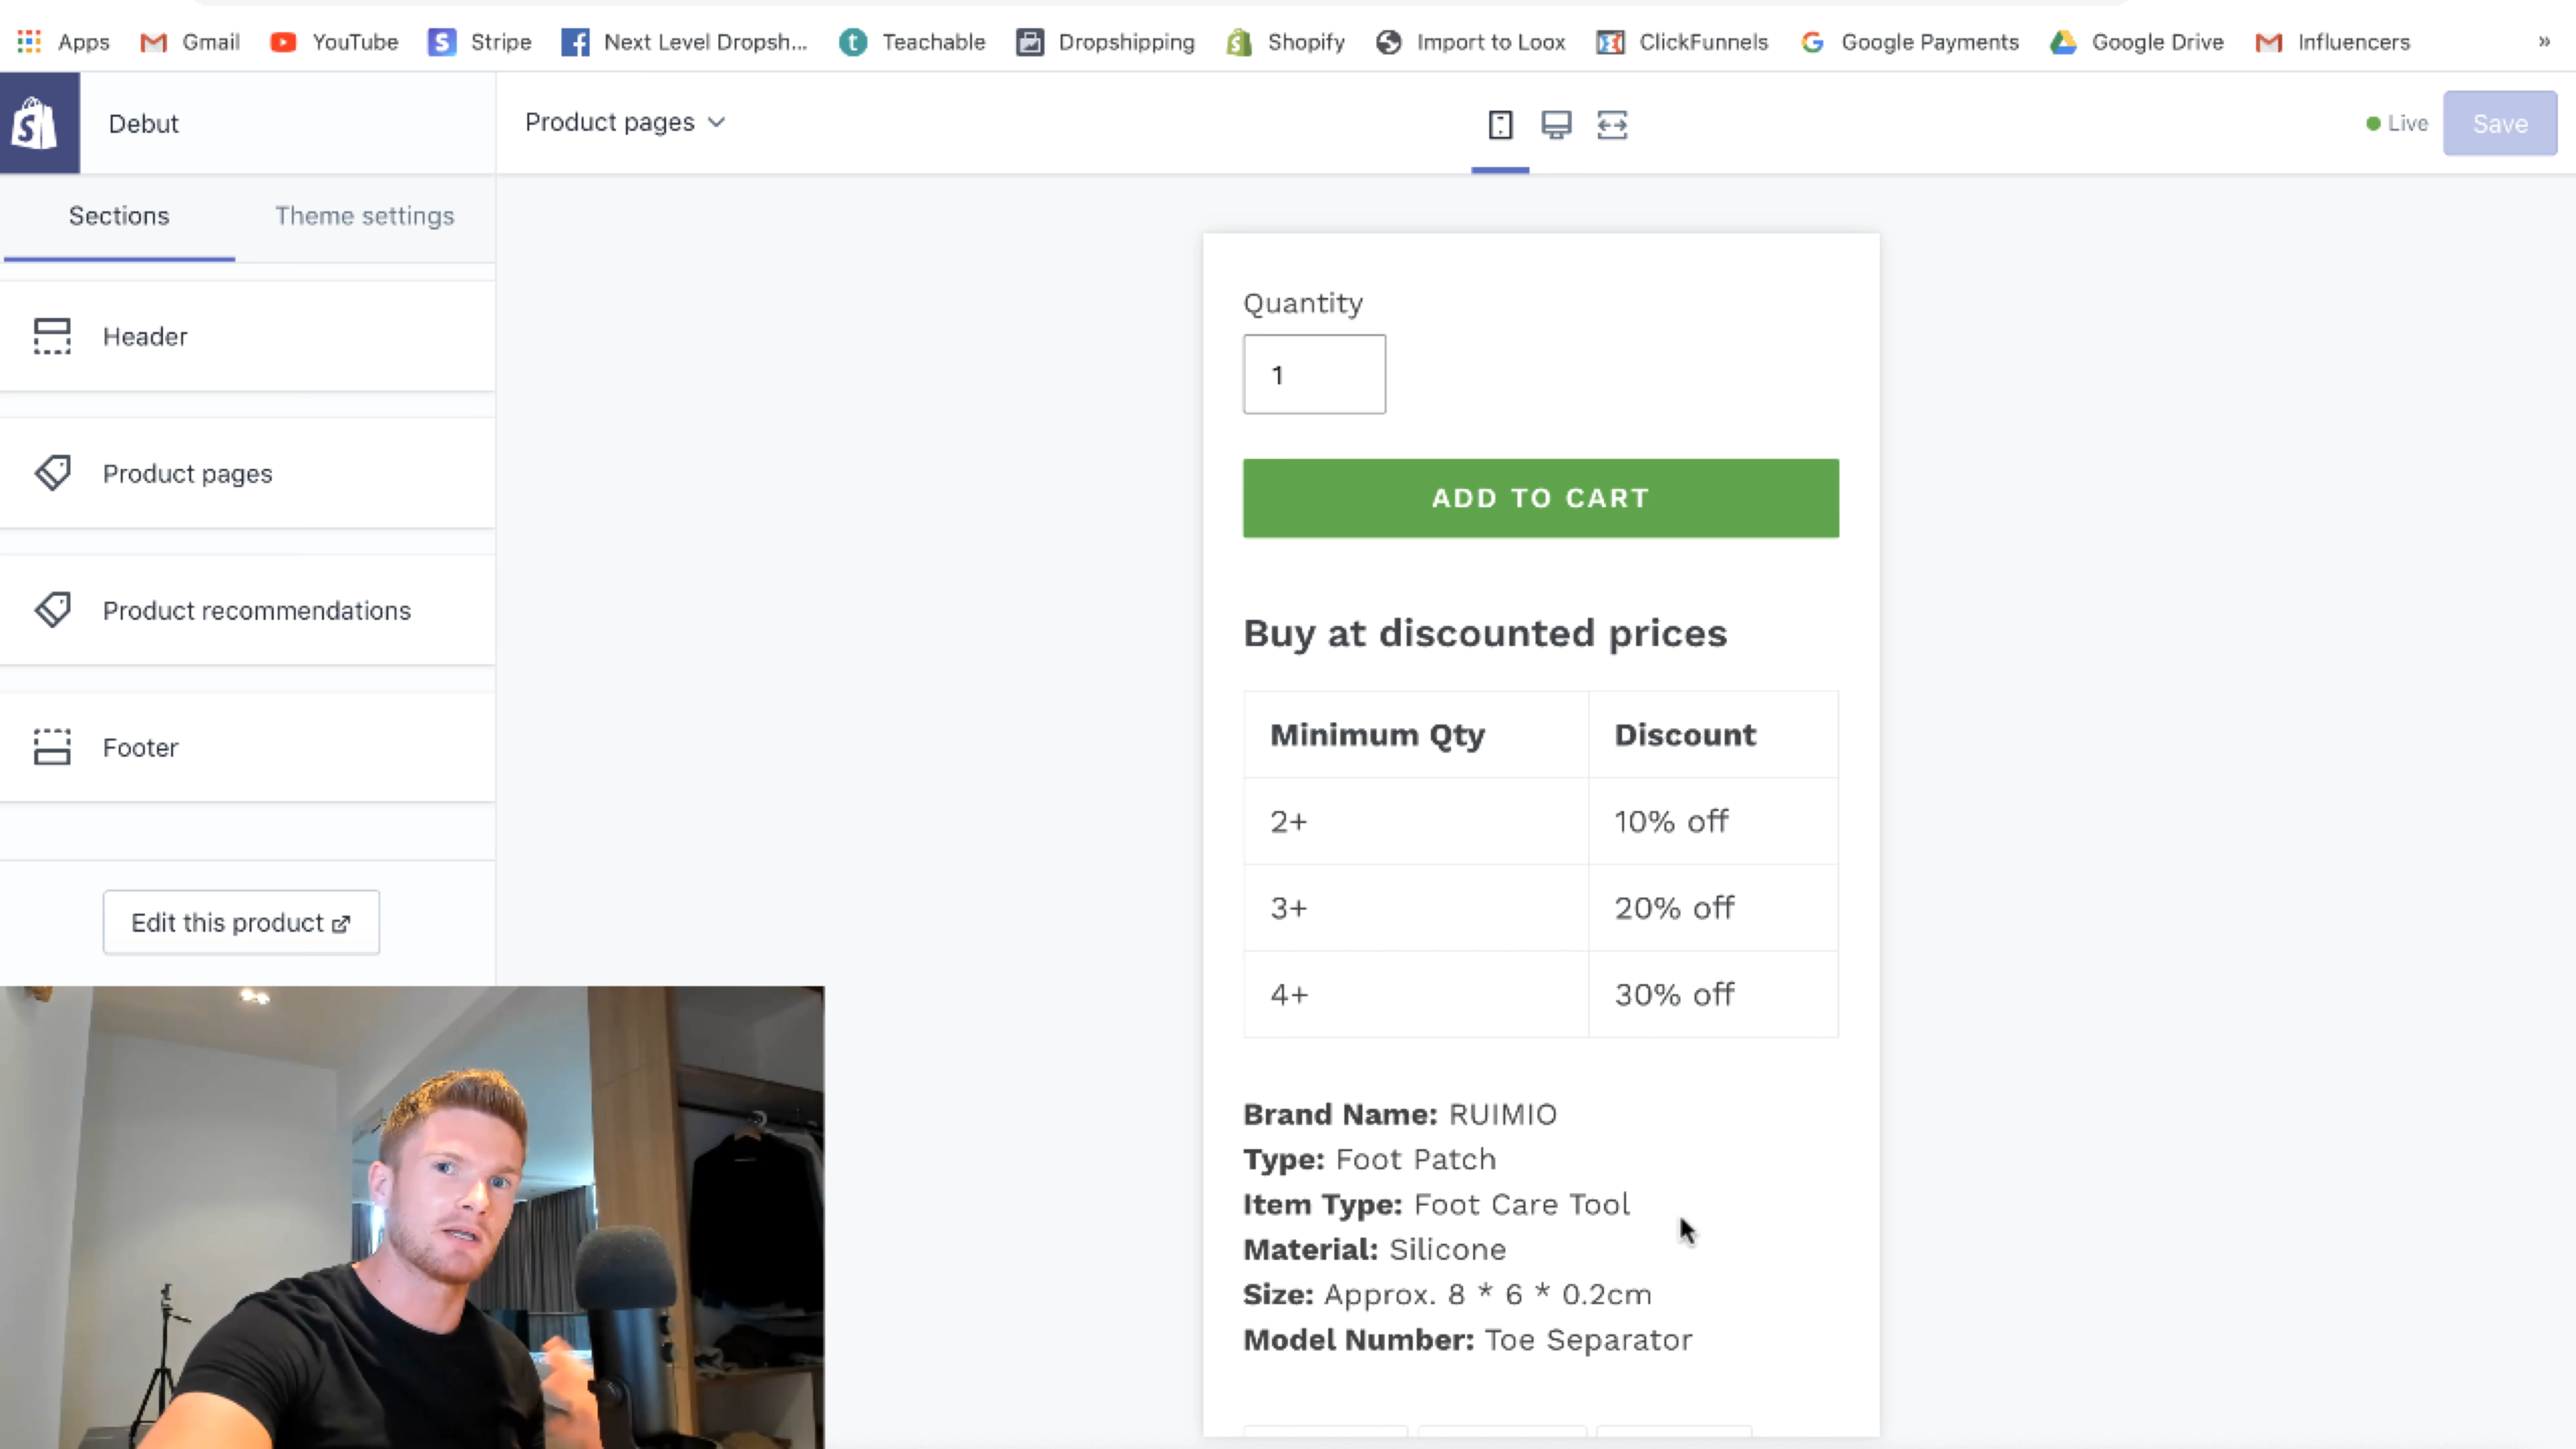 Apps Gmail YouTube Stripe Next Level Dropsh... Teachable Dropshipping Shopify Import to Loox ClickFunnels Google Payments Google Drive Influencers »
Debut
Product pages
Live
Save
Sections
Theme settings
Header
Product pages
Product recommendations
Footer
Edit this product
Quantity
1
ADD TO CART
Buy at discounted prices
Minimum Qty Discount
2+ 10% off
3+ 20% off
4+ 30% off
Brand Name: RUIMIO
Type: Foot Patch
Item Type: Foot Care Tool
Material: Silicone
Size: Approx. 8 * 6 * 0.2cm
Model Number: Toe Separator